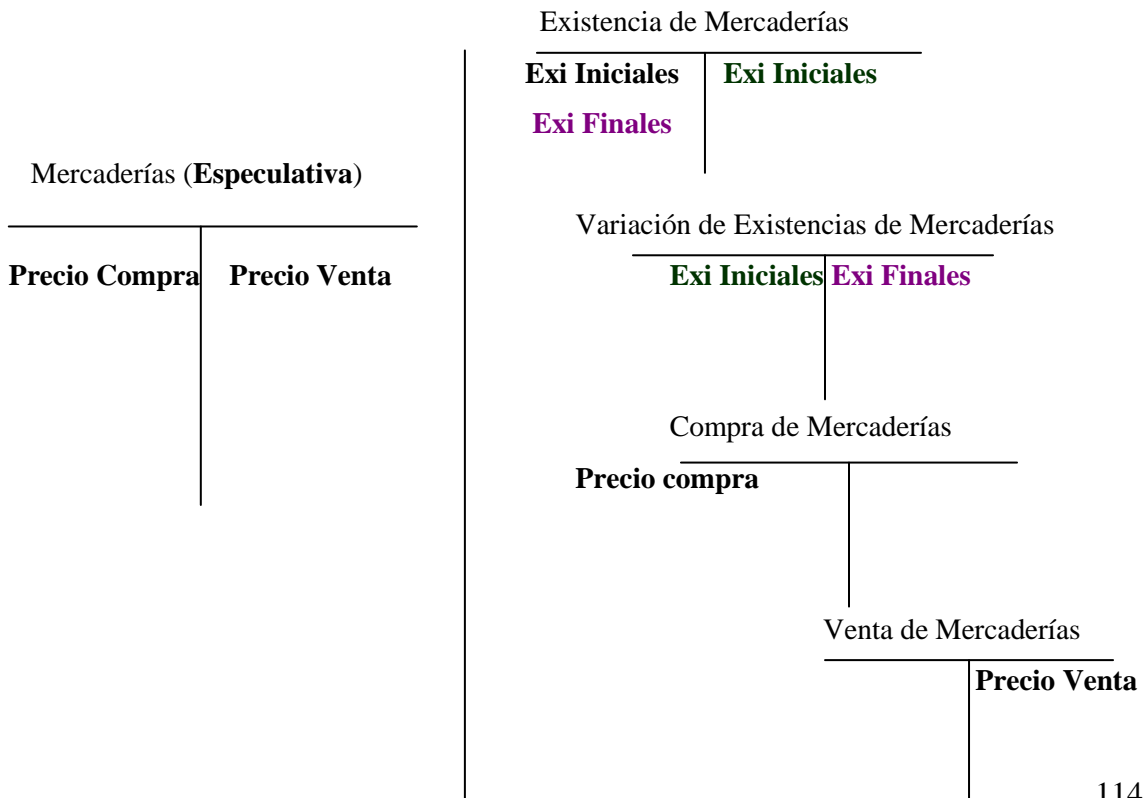 Mercaderías (Especulativa)
Precio Compra Precio Venta
Existencia de Mercaderías
Exi Iniciales Exi Iniciales
Exi Finales
Variación de Existencias de Mercaderías
Exi Iniciales Exi Finales
Compra de Mercaderías
Precio compra
Venta de Mercaderías
Precio Venta
114